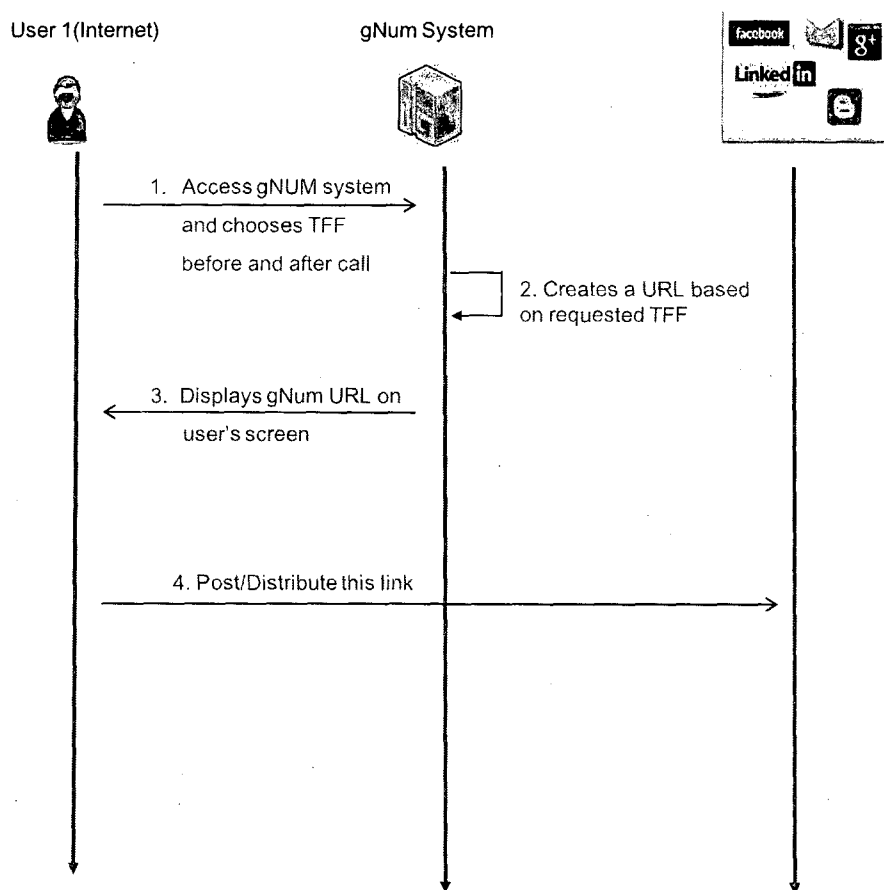 User 1(Internet)
gNum System
facebook
g+
Linked in
1. Access gNUM system
and chooses TFF
before and after call
2. Creates a URL based
on requested TFF
3. Displays gNum URL on
user's screen
4. Post/Distribute this link